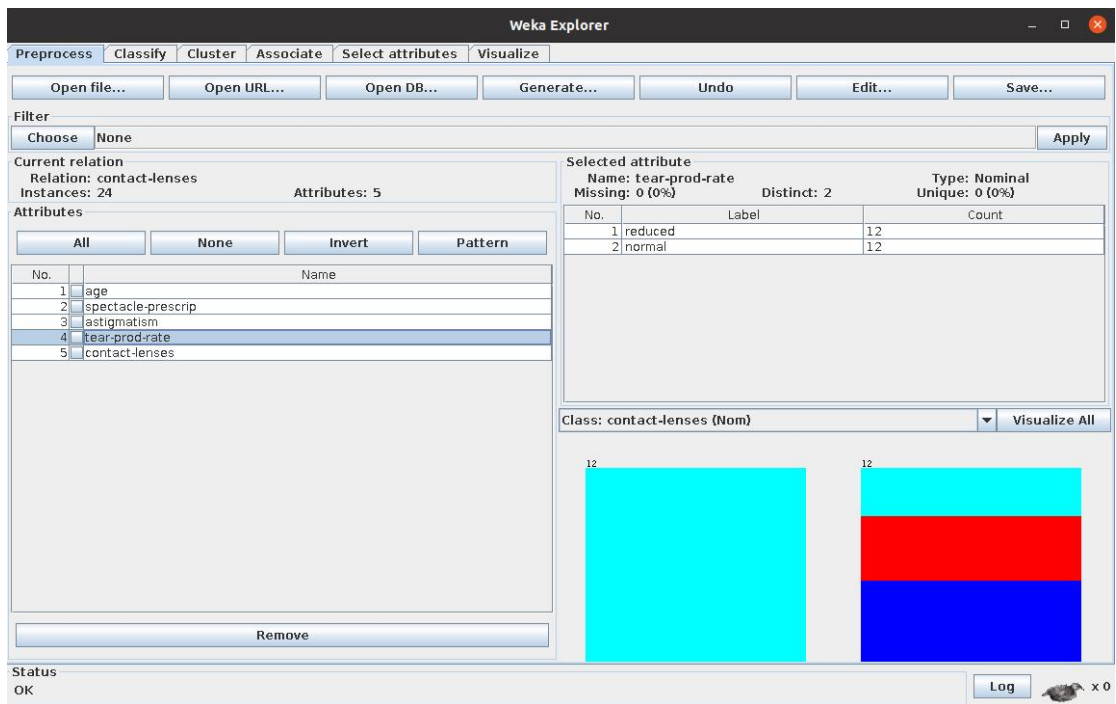 Weka Explorer
Preprocess Classify Cluster Associate Select attributes Visualize
Open file... Open URL... Open DB... Generate... Undo Edit... Save...
Filter
Choose None Apply
Current relation
Relation: contact-lenses
Instances: 24 Attributes: 5
Attributes
All None Invert Pattern
No. Name
1 age
2 spectacle-prescrip
3 astigmatism
4 tear-prod-rate
5 contact-lenses
Remove
Selected attribute
Name: tear-prod-rate Type: Nominal
Missing: 0 (0%) Distinct: 2 Unique: 0 (0%)
No. Label Count
1 reduced 12
2 normal 12
Class: contact-lenses (Nom) Visualize All
12 12
Status
OK Log x 0